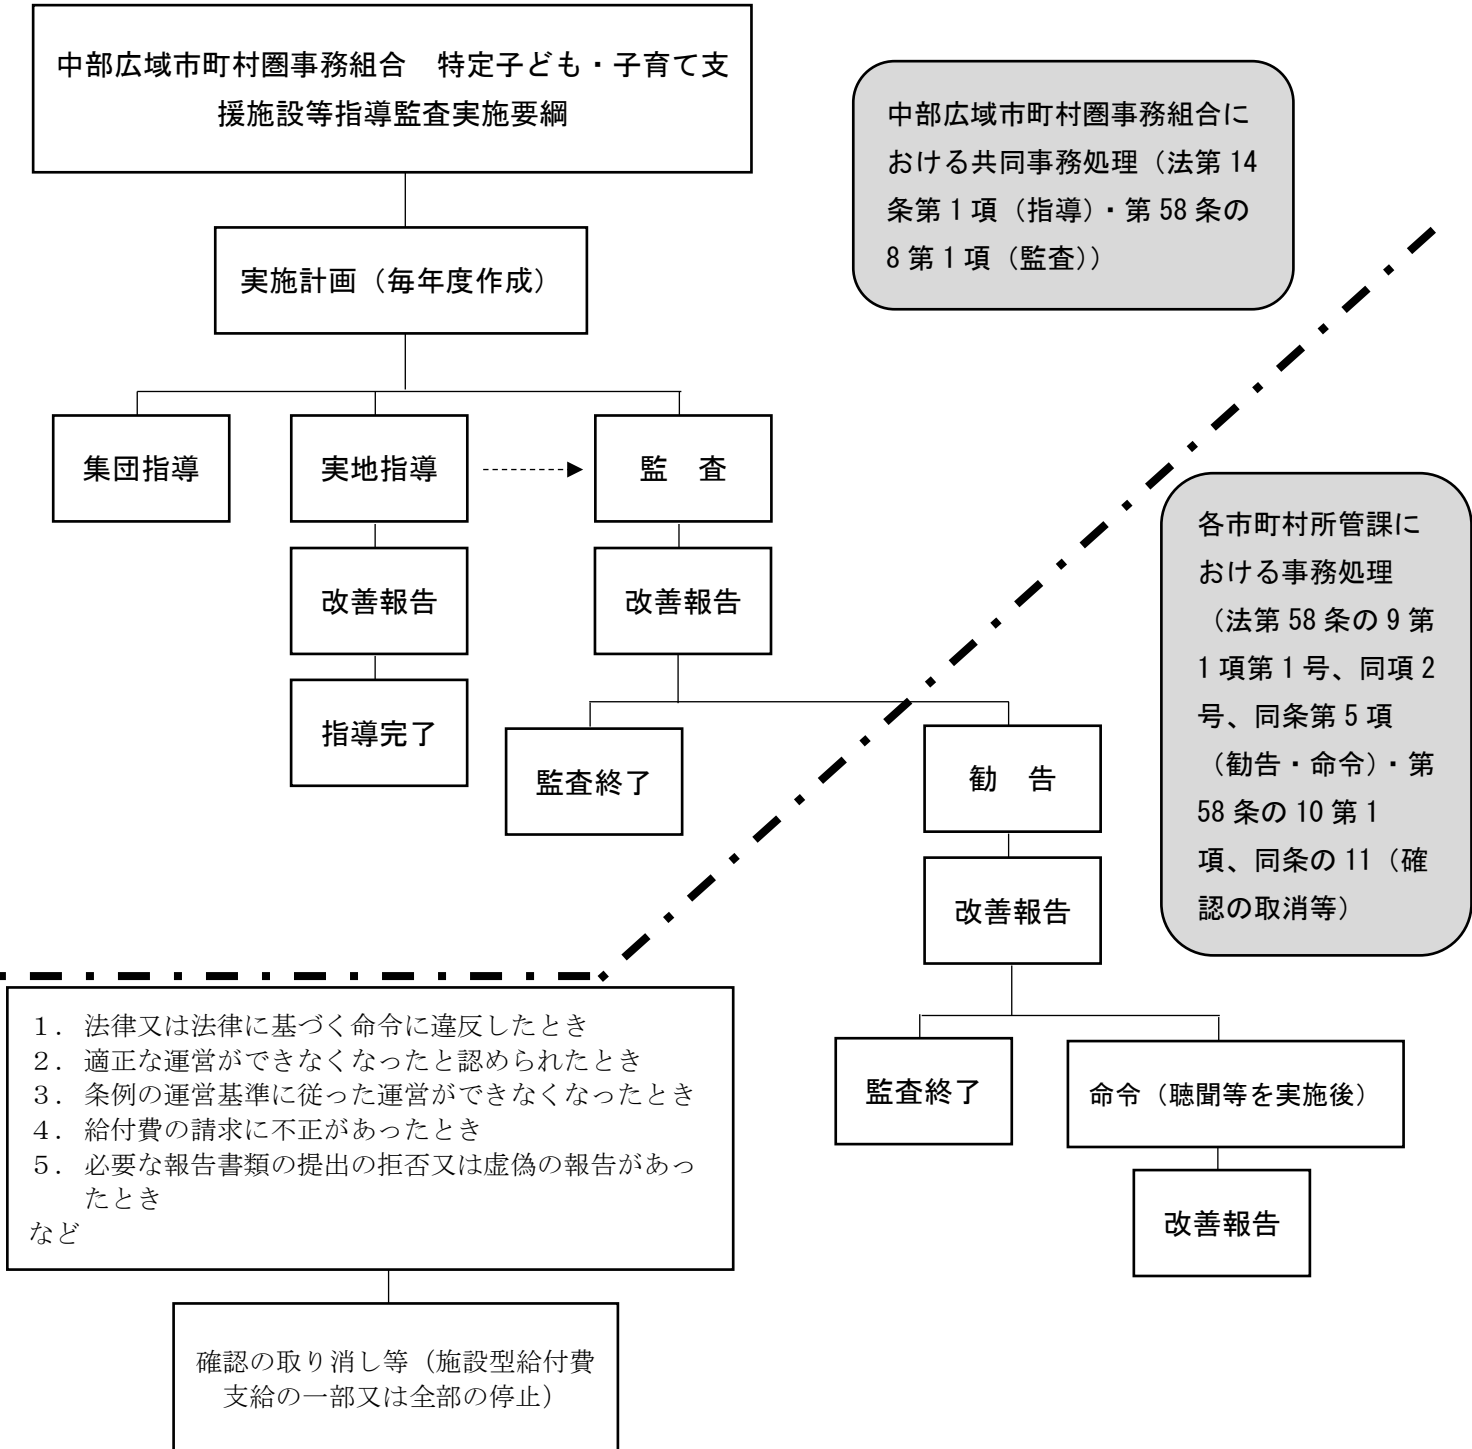 中部広域市町村圏事務組合　特定子ども・子育て支
援施設等指導監査実施要綱
中部広域市町村圏事務組合に
おける共同事務処理（法第 14
条第 1 項（指導）・第 58 条の
8 第 1 項（監査））
実施計画（毎年度作成）
集団指導
実地指導
監　査
改善報告
改善報告
指導完了
監査終了
各市町村所管課に
おける事務処理
（法第 58 条の 9 第
1 項第 1 号、同項 2
号、同条第 5 項
（勧告・命令）・第
58 条の 10 第 1
項、同条の 11（確
認の取消等）
勧　告
改善報告
監査終了
命令（聴聞等を実施後）
改善報告
１．法律又は法律に基づく命令に違反したとき
２．適正な運営ができなくなったと認められたとき
３．条例の運営基準に従った運営ができなくなったとき
４．給付費の請求に不正があったとき
５．必要な報告書類の提出の拒否又は虚偽の報告があっ
たとき
など
確認の取り消し等（施設型給付費
支給の一部又は全部の停止）